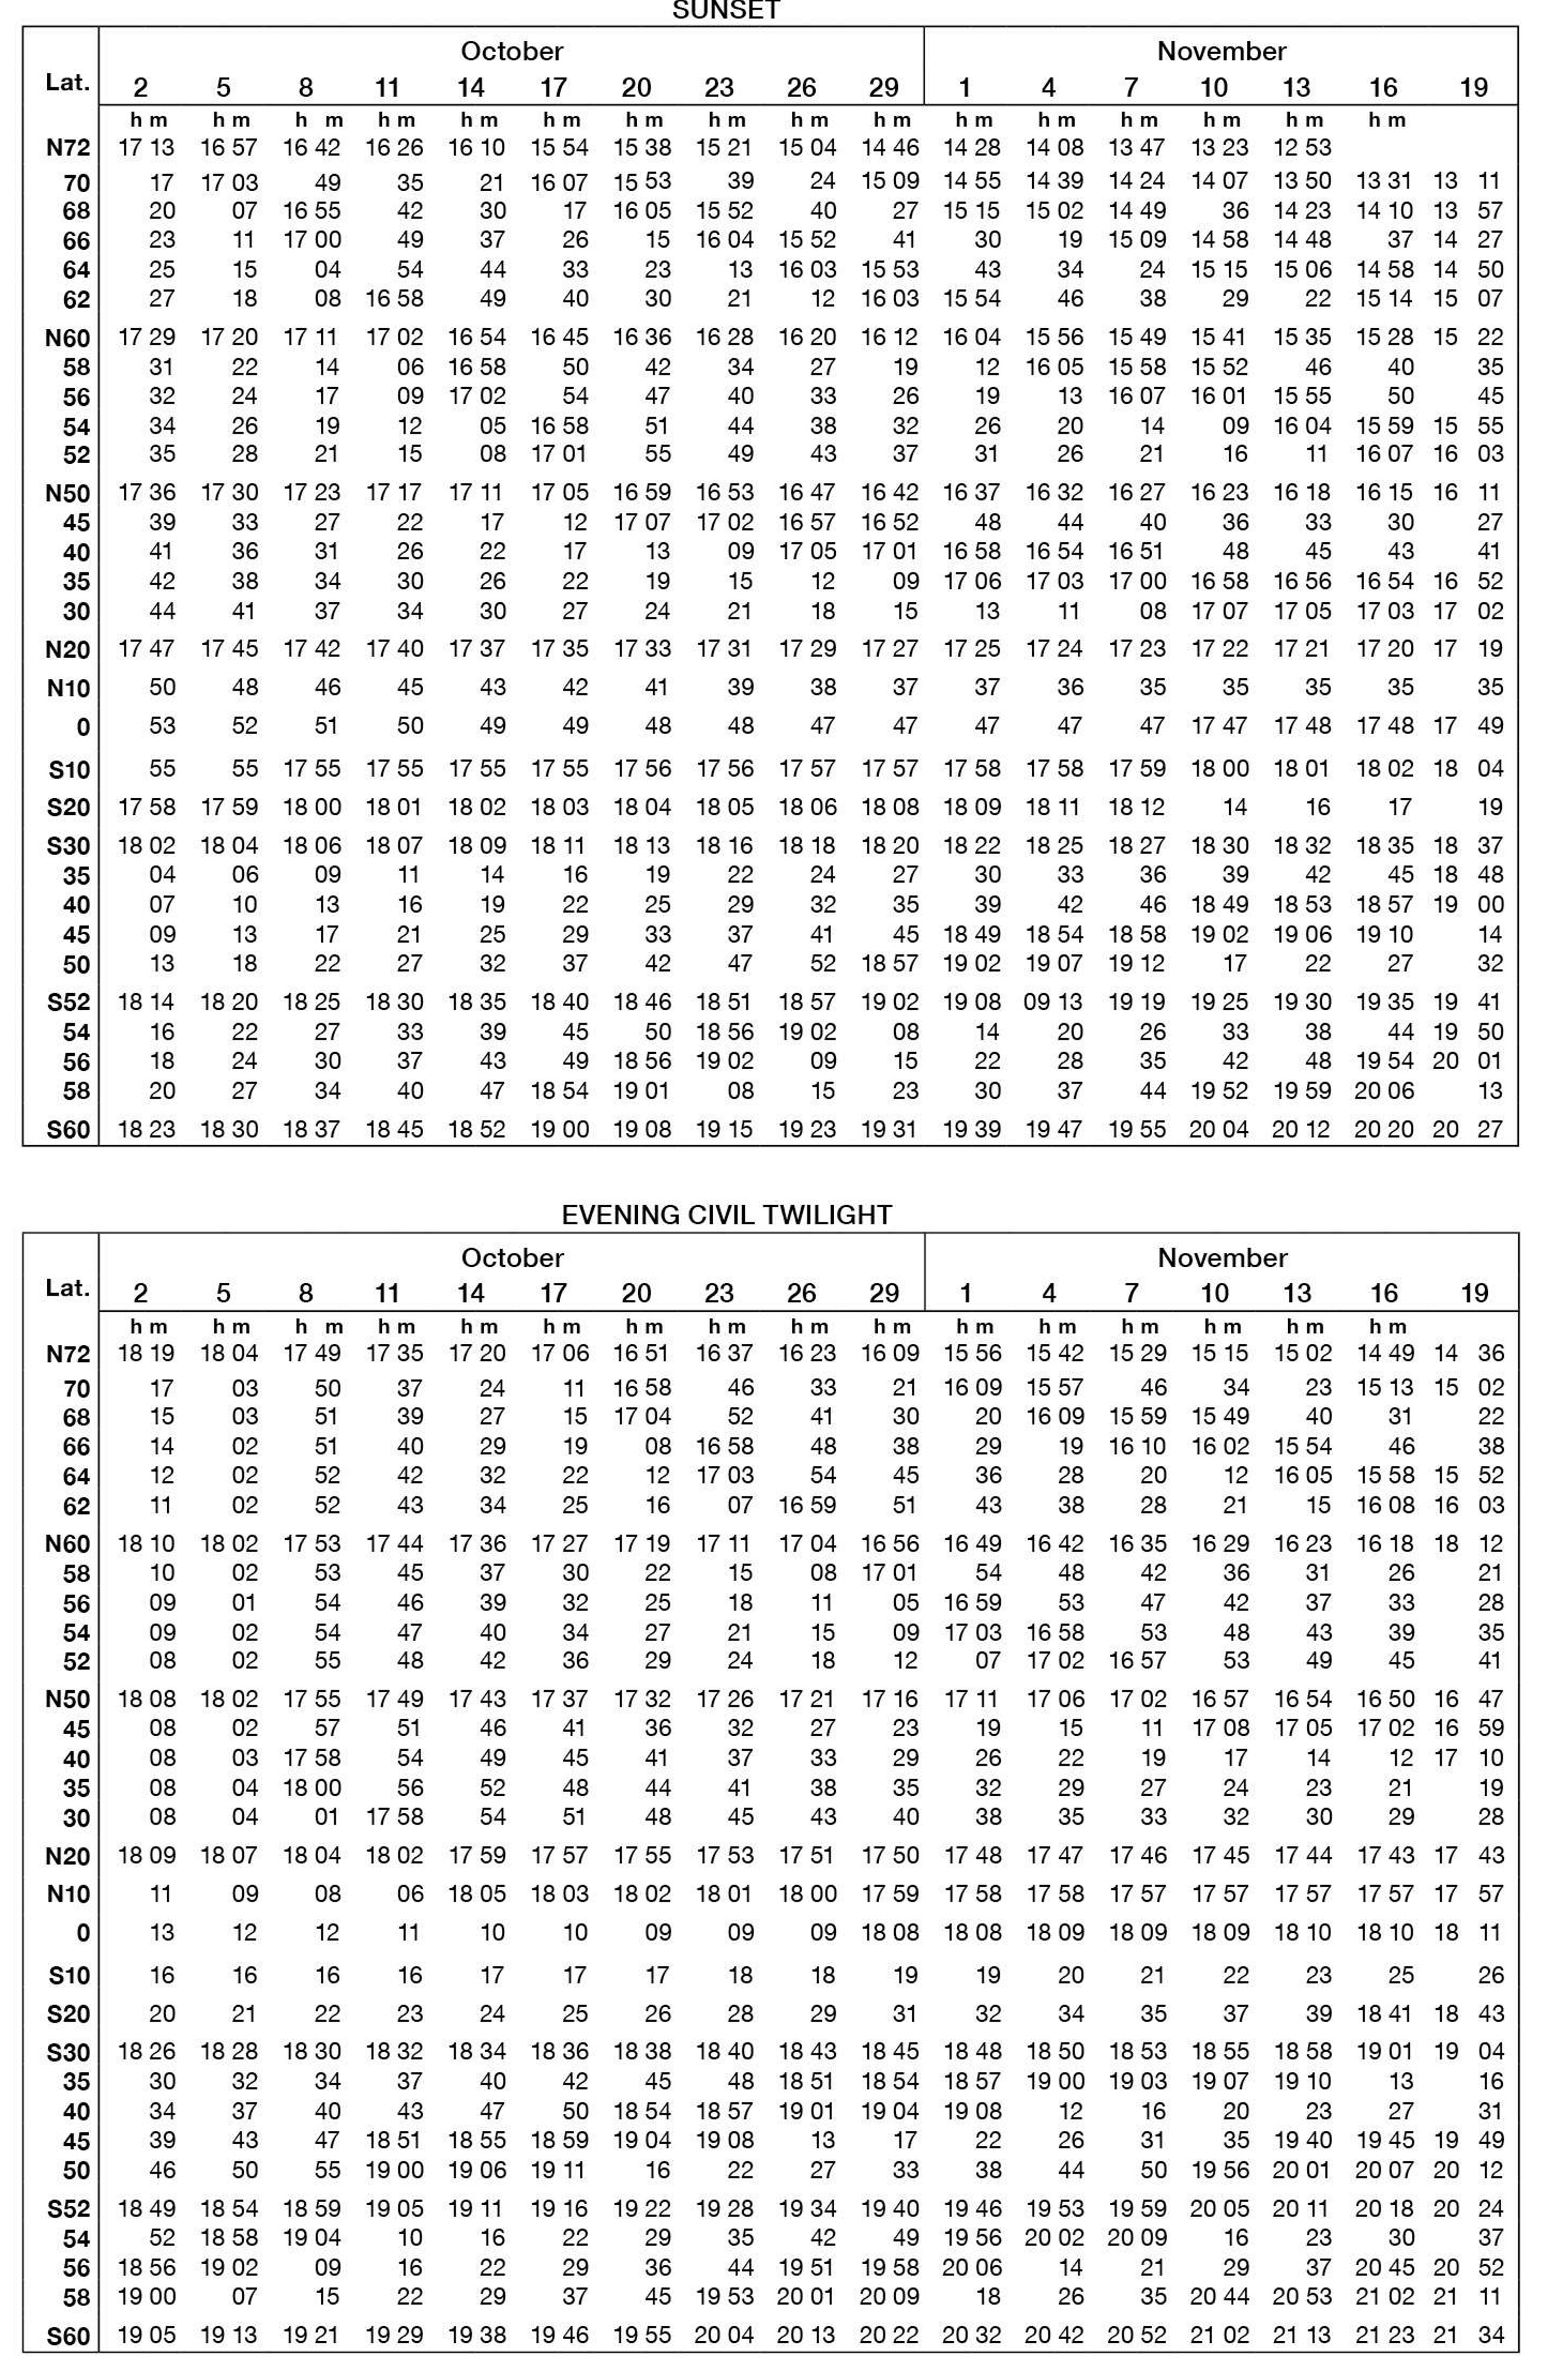 SUNSET
October November
Lat. 2 5 8 11 14 17 20 23 26 29 1 4 7 10 13 16 19
h m h m h m h m h m h m h m h m h m h m h m h m h m h m h m h m
N72 17 13 16 57 16 42 16 26 16 10 15 54 15 38 15 21 15 04 14 46 14 28 14 08 13 47 13 23 12 53
70 17 17 03 49 35 21 16 07 15 53 39 24 15 09 14 55 14 39 14 24 14 07 13 50 13 31 13 11
68 20 07 16 55 42 30 17 16 05 15 52 40 27 15 15 15 02 14 49 36 14 23 14 10 13 57
66 23 11 17 00 49 37 26 15 16 04 15 52 41 30 19 15 09 14 58 14 48 37 14 27
64 25 15 04 54 44 33 23 13 16 03 15 53 43 34 24 15 15 15 06 14 58 14 50
62 27 18 08 16 58 49 40 30 21 12 16 03 15 54 46 38 29 22 15 14 15 07
N60 17 29 17 20 17 11 17 02 16 54 16 45 16 36 16 28 16 20 16 12 16 04 15 56 15 49 15 41 15 35 15 28 15 22
58 31 22 14 06 16 58 50 42 34 27 19 12 16 05 15 58 15 52 46 40 35
56 32 24 17 09 17 02 54 47 40 33 26 19 13 16 07 16 01 15 55 50 45
54 34 26 19 12 05 16 58 51 44 38 32 26 20 14 09 16 04 15 59 15 55
52 35 28 21 15 08 17 01 55 49 43 37 31 26 21 16 11 16 07 16 03
N50 17 36 17 30 17 23 17 17 17 11 17 05 16 59 16 53 16 47 16 42 16 37 16 32 16 27 16 23 16 18 16 15 16 11
45 39 33 27 22 17 12 17 07 17 02 16 57 16 52 48 44 40 36 33 30 27
40 41 36 31 26 22 17 13 09 17 05 17 01 16 58 16 54 16 51 48 45 43 41
35 42 38 34 30 26 22 19 15 12 09 17 06 17 03 17 00 16 58 16 56 16 54 16 52
30 44 41 37 34 30 27 24 21 18 15 13 11 08 17 07 17 05 17 03 17 02
N20 17 47 17 45 17 42 17 40 17 37 17 35 17 33 17 31 17 29 17 27 17 25 17 24 17 23 17 22 17 21 17 20 17 19
N10 50 48 46 45 43 42 41 39 38 37 37 36 35 35 35 35 35
0 53 52 51 50 49 49 48 48 47 47 47 47 47 17 47 17 48 17 48 17 49
S10 55 55 17 55 17 55 17 55 17 55 17 56 17 56 17 57 17 57 17 58 17 58 17 59 18 00 18 01 18 02 18 04
S20 17 58 17 59 18 00 18 01 18 02 18 03 18 04 18 05 18 06 18 08 18 09 18 11 18 12 14 16 17 19
S30 18 02 18 04 18 06 18 07 18 09 18 11 18 13 18 16 18 18 18 20 18 22 18 25 18 27 18 30 18 32 18 35 18 37
35 04 06 09 11 14 16 19 22 24 27 30 33 36 39 42 45 18 48
40 07 10 13 16 19 22 25 29 32 35 39 42 46 18 49 18 53 18 57 19 00
45 09 13 17 21 25 29 33 37 41 45 18 49 18 54 18 58 19 02 19 06 19 10 14
50 13 18 22 27 32 37 42 47 52 18 57 19 02 19 07 19 12 17 22 27 32
S52 18 14 18 20 18 25 18 30 18 35 18 40 18 46 18 51 18 57 19 02 19 08 09 13 19 19 19 25 19 30 19 35 19 41
54 16 22 27 33 39 45 50 18 56 19 02 08 14 20 26 33 38 44 19 50
56 18 24 30 37 43 49 18 56 19 02 09 15 22 28 35 42 48 19 54 20 01
58 20 27 34 40 47 18 54 19 01 08 15 23 30 37 44 19 52 19 59 20 06 13
S60 18 23 18 30 18 37 18 45 18 52 19 00 19 08 19 15 19 23 19 31 19 39 19 47 19 55 20 04 20 12 20 20 20 27
EVENING CIVIL TWILIGHT
October November
Lat. 2 5 8 11 14 17 20 23 26 29 1 4 7 10 13 16 19
h m h m h m h m h m h m h m h m h m h m h m h m h m h m h m h m
N72 18 19 18 04 17 49 17 35 17 20 17 06 16 51 16 37 16 23 16 09 15 56 15 42 15 29 15 15 15 02 14 49 14 36
70 17 03 50 37 24 11 16 58 46 33 21 16 09 15 57 46 34 23 15 13 15 02
68 15 03 51 39 27 15 17 04 52 41 30 20 16 09 15 59 15 49 40 31 22
66 14 02 51 40 29 19 08 16 58 48 38 29 19 16 10 16 02 15 54 46 38
64 12 02 52 42 32 22 12 17 03 54 45 36 28 20 12 16 05 15 58 15 52
62 11 02 52 43 34 25 16 07 16 59 51 43 38 28 21 15 16 08 16 03
N60 18 10 18 02 17 53 17 44 17 36 17 27 17 19 17 11 17 04 16 56 16 49 16 42 16 35 16 29 16 23 16 18 18 12
58 10 02 53 45 37 30 22 15 08 17 01 54 48 42 36 31 26 21
56 09 01 54 46 39 32 25 18 11 05 16 59 53 47 42 37 33 28
54 09 02 54 47 40 34 27 21 15 09 17 03 16 58 53 48 43 39 35
52 08 02 55 48 42 36 29 24 18 12 07 17 02 16 57 53 49 45 41
N50 18 08 18 02 17 55 17 49 17 43 17 37 17 32 17 26 17 21 17 16 17 11 17 06 17 02 16 57 16 54 16 50 16 47
45 08 02 57 51 46 41 36 32 27 23 19 15 11 17 08 17 05 17 02 16 59
40 08 03 17 58 54 49 45 41 37 33 29 26 22 19 17 14 12 17 10
35 08 04 18 00 56 52 48 44 41 38 35 32 29 27 24 23 21 19
30 08 04 01 17 58 54 51 48 45 43 40 38 35 33 32 30 29 28
N20 18 09 18 07 18 04 18 02 17 59 17 57 17 55 17 53 17 51 17 50 17 48 17 47 17 46 17 45 17 44 17 43 17 43
N10 11 09 08 06 18 05 18 03 18 02 18 01 18 00 17 59 17 58 17 58 17 57 17 57 17 57 17 57 17 57
0 13 12 12 11 10 10 09 09 09 18 08 18 08 18 09 18 09 18 09 18 10 18 10 18 11
S10 16 16 16 16 17 17 17 18 18 19 19 20 21 22 23 25 26
S20 20 21 22 23 24 25 26 28 29 31 32 34 35 37 39 18 41 18 43
S30 18 26 18 28 18 30 18 32 18 34 18 36 18 38 18 40 18 43 18 45 18 48 18 50 18 53 18 55 18 58 19 01 19 04
35 30 32 34 37 40 42 45 48 18 51 18 54 18 57 19 00 19 03 19 07 19 10 13 16
40 34 37 40 43 47 50 18 54 18 57 19 01 19 04 19 08 12 16 20 23 27 31
45 39 43 47 18 51 18 55 18 59 19 04 19 08 13 17 22 26 31 35 19 40 19 45 19 49
50 46 50 55 19 00 19 06 19 11 16 22 27 33 38 44 50 19 56 20 01 20 07 20 12
S52 18 49 18 54 18 59 19 05 19 11 19 16 19 22 19 28 19 34 19 40 19 46 19 53 19 59 20 05 20 11 20 18 20 24
54 52 18 58 19 04 10 16 22 29 35 42 49 19 56 20 02 20 09 16 23 30 37
56 18 56 19 02 09 16 22 29 36 44 19 51 19 58 20 06 14 21 29 37 20 45 20 52
58 19 00 07 15 22 29 37 45 19 53 20 01 20 09 18 26 35 20 44 20 53 21 02 21 11
S60 19 05 19 13 19 21 19 29 19 38 19 46 19 55 20 04 20 13 20 22 20 32 20 42 20 52 21 02 21 13 21 23 21 34